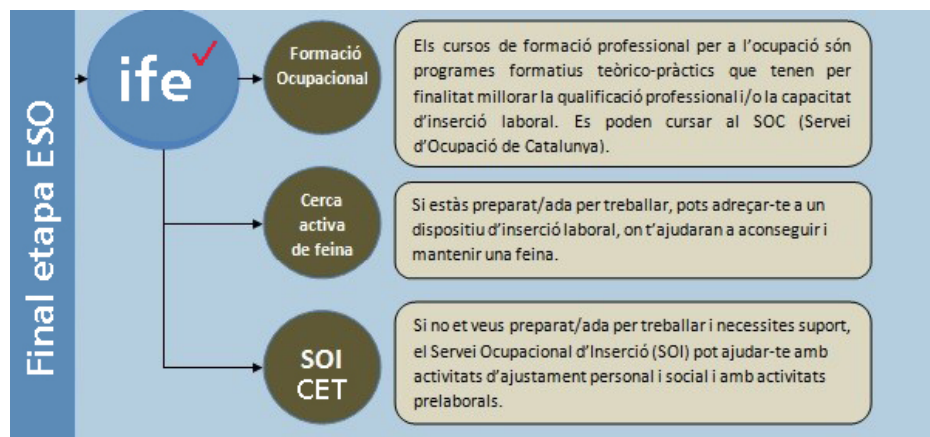 Final etapa ESO
ife
Formació
Ocupacional
Els cursos de formació professional per a l'ocupació són
programes formatius teòrico-pràctics que tenen per
finalitat millorar la qualificació professional i/o la capacitat
d'inserció laboral. Es poden cursar al SOC (Servei
d'Ocupació de Catalunya).
Cerca
activa
de feina
Si estàs preparat/ada per treballar, pots adreçar-te a un
dispositiu d'inserció laboral, on t'ajudaran a aconseguir i
mantenir una feina.
SOI
CET
Si no et veus preparat/ada per treballar i necessites suport,
el Servei Ocupacional d'Inserció (SOI) pot ajudar-te amb
activitats d'ajustament personal i social i amb activitats
prelaborals.